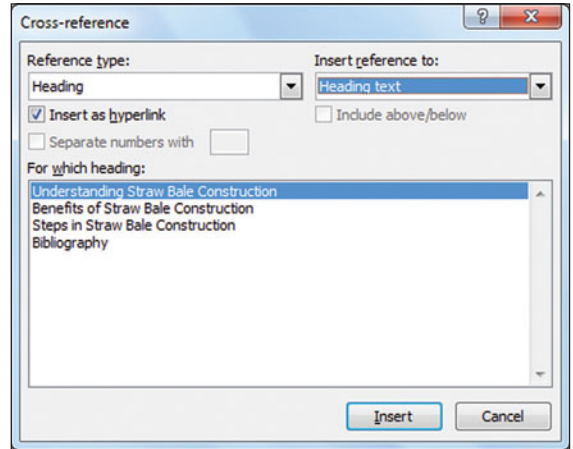 Cross-reference
Reference type:
Insert reference to:
Heading
Heading text
Insert as hyperlink
Include above/below
Separate numbers with
For which heading:
Understanding Straw Bale Construction
Benefits of Straw Bale Construction
Steps in Straw Bale Construction
Bibliography
Insert
Cancel